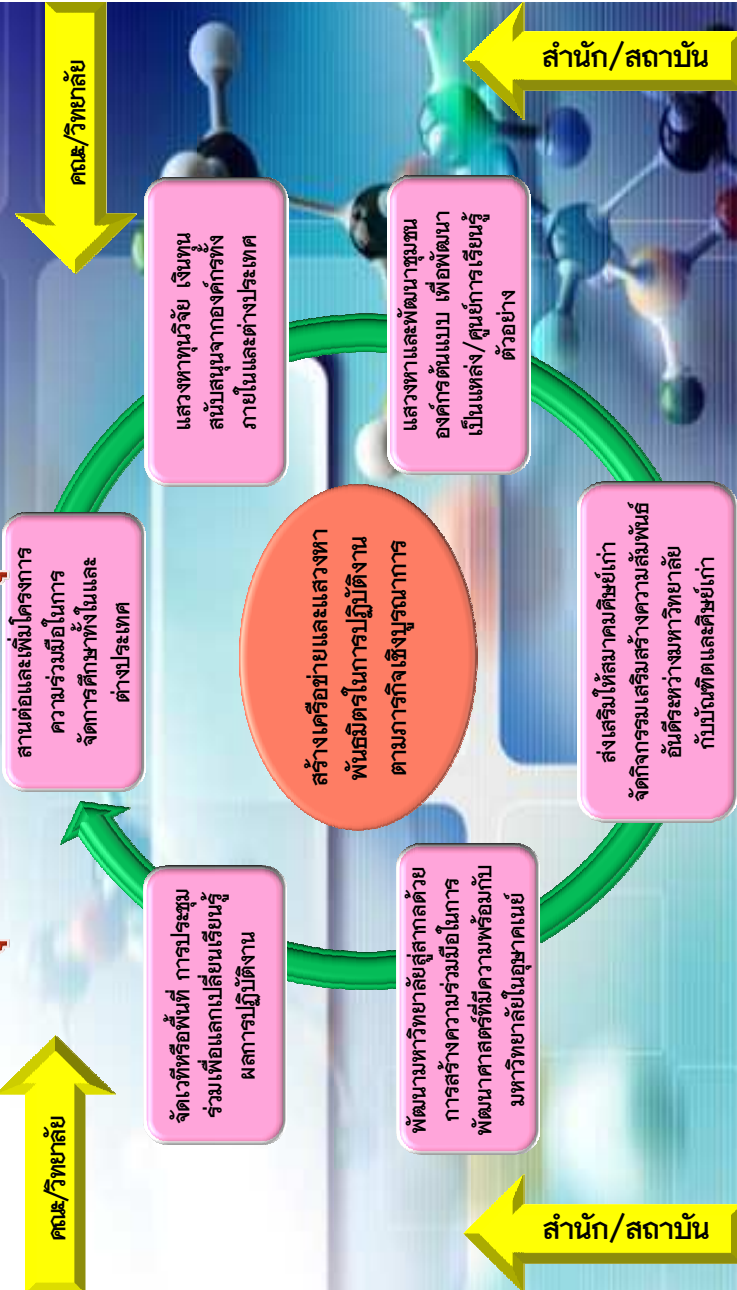 สานต่อและเพิ่มโครงการ
ความร่วมมือในการ
จัดการศึกษาทั้งในและ
ต่างประเทศ
แสวงหาทุนวิจัย เงินทุน
สนับสนุนจากองค์กรทั้ง
ภายในและต่างประเทศ
แสวงหาและพัฒนาชุมชน
องค์กรต้นแบบ เพื่อพัฒนา
เป็นแหล่ง/ศูนย์การเรียนรู้
ตัวอย่าง
ส่งเสริมให้สมาคมศิษย์เก่า
จัดกิจกรรมเสริมสร้างความสัมพันธ์
อันดีระหว่างมหาวิทยาลัย
กับบัณฑิตและศิษย์เก่า
พัฒนามหาวิทยาลัยสู่สากลด้วย
การสร้างความร่วมมือในการ
พัฒนาศาสตร์ที่มีความพร้อมกับ
มหาวิทยาลัยในอุษาคเนย์
จัดเวทีหรือพื้นที่ การประชุม
ร่วมเพื่อแลกเปลี่ยนเรียนรู้
ผลการปฏิบัติงาน
สร้างเครือข่ายและแสวงหา
พันธมิตรในการปฏิบัติงาน
ตามภารกิจเชิงบูรณาการ
คณะ/วิทยาลัย
คณะ/วิทยาลัย
สำนัก/สถาบัน
สำนัก/สถาบัน